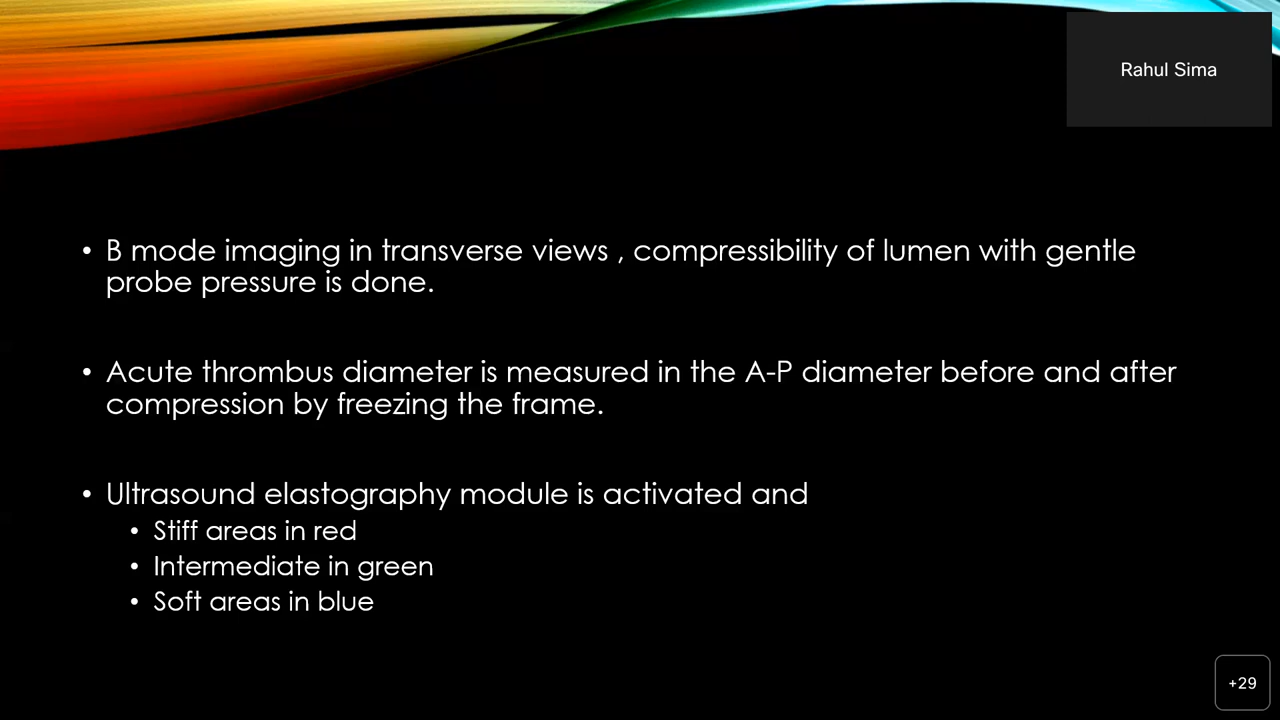 Rahul Sima
• B mode imaging in transverse views , compressibility of lumen with gentle
probe pressure is done.
• Acute thrombus diameter is measured in the A-P diameter before and after
compression by freezing the frame.
• Ultrasound elastography module is activated and
• Stiff areas in red
• Intermediate in green
• Soft areas in blue
+29